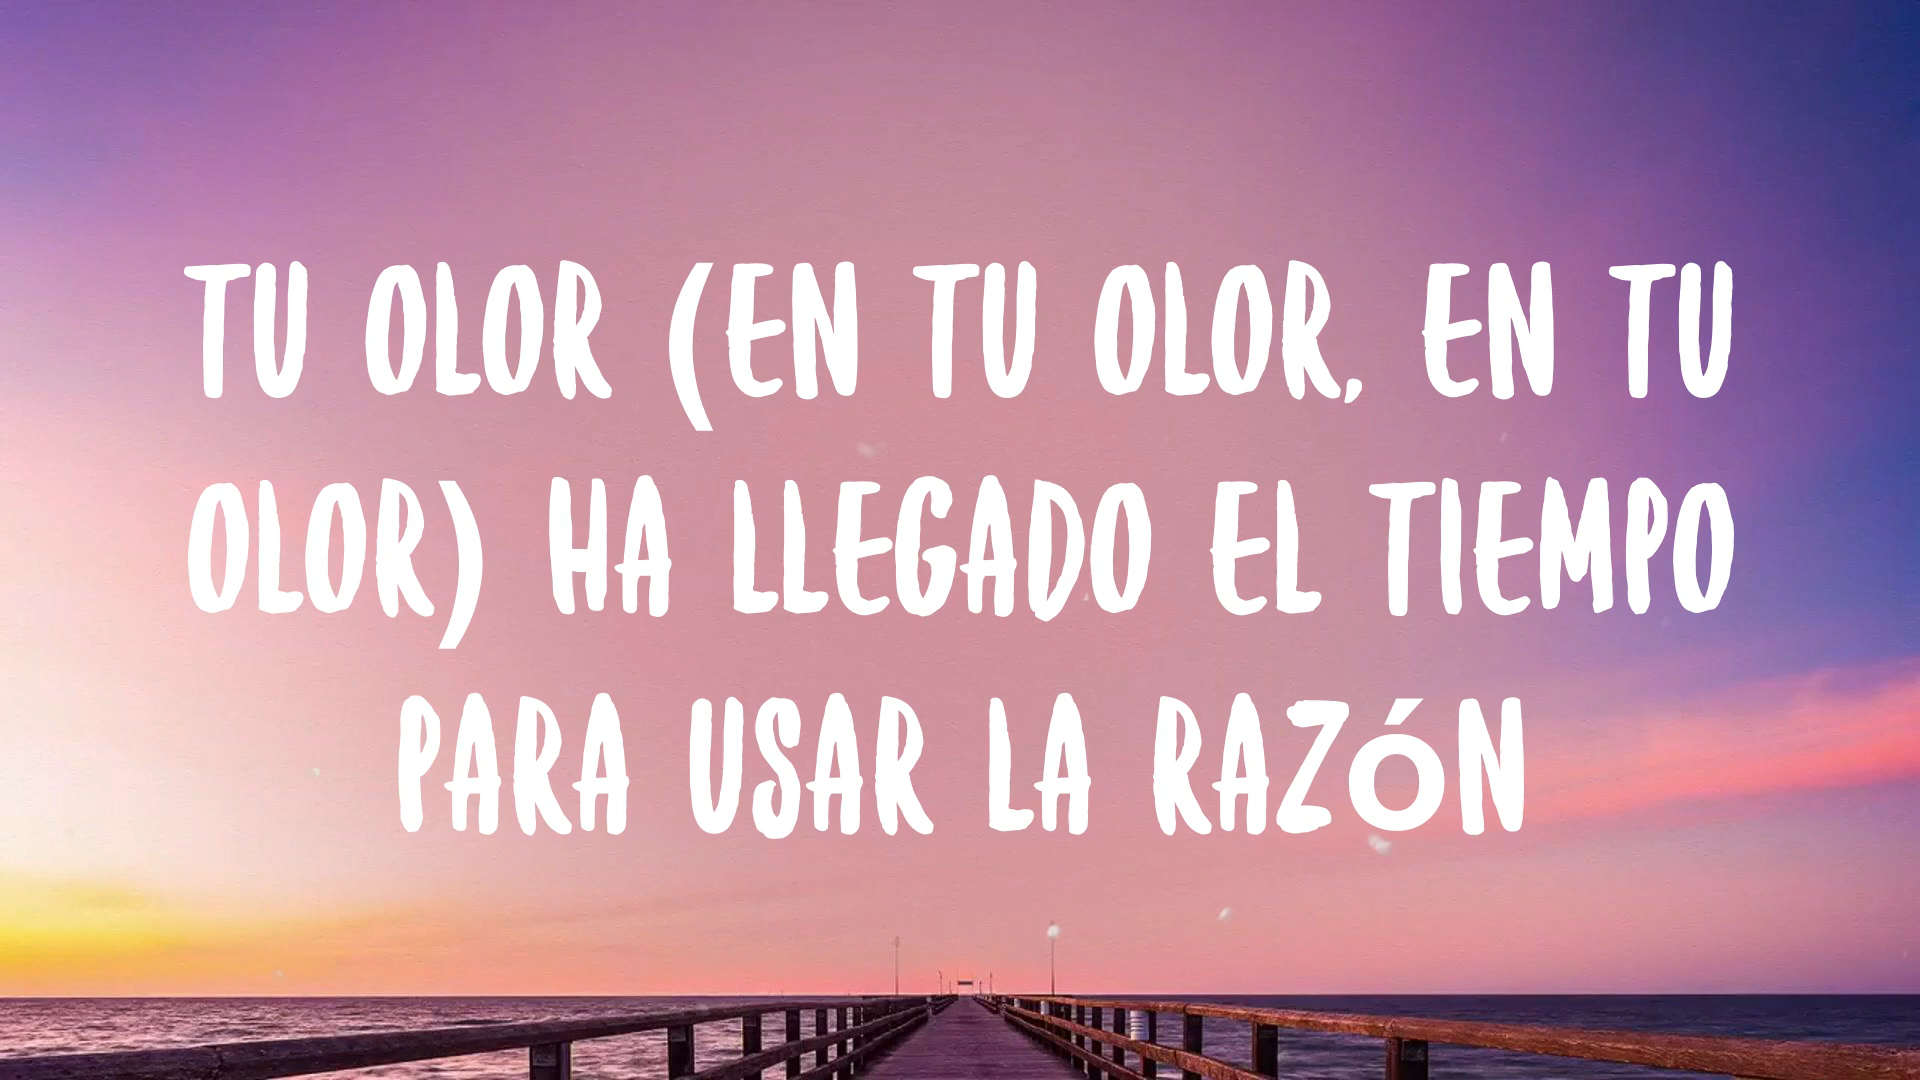 TU OLOR (EN TU OLOR, EN TU
OLOR) HA LLEGADO EL TIEMPO
PARA USAR LA RAZÓN